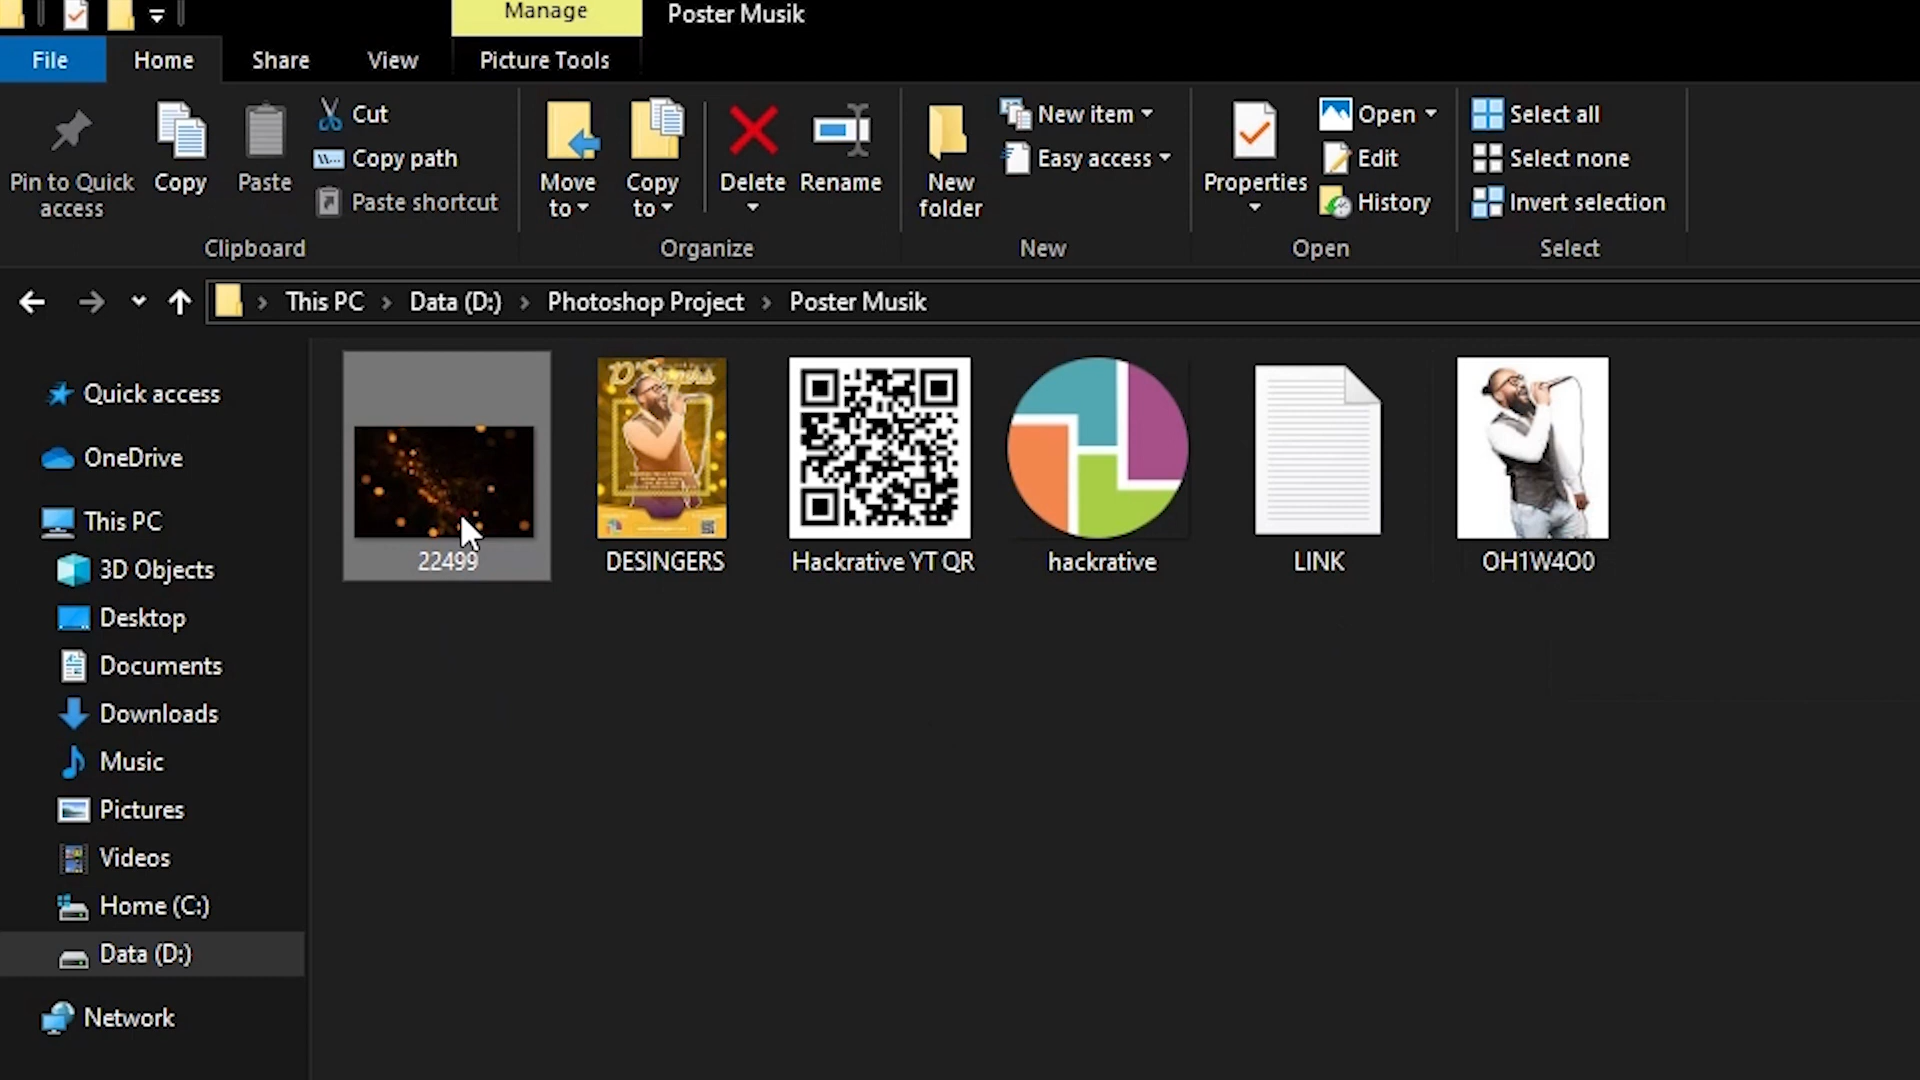 Manage
Poster Musik
File
Home
Share
View
Picture Tools
Pin to Quick
access
Copy
Paste
Cut
Copy path
Paste shortcut
Clipboard
Move
to
Copy
to
Delete
Rename
Organize
New
folder
New item
Easy access
New
Properties
Open
Edit
History
Open
Select all
Select none
Invert selection
Select
This PC
Data (D:)
Photoshop Project
Poster Musik
Quick access
OneDrive
This PC
3D Objects
Desktop
Documents
Downloads
Music
Pictures
Videos
Home (C:)
Data (D:)
Network
D'Singers
22499
DESINGERS
Hackrative YT QR
hackrative
LINK
OH1W4O0